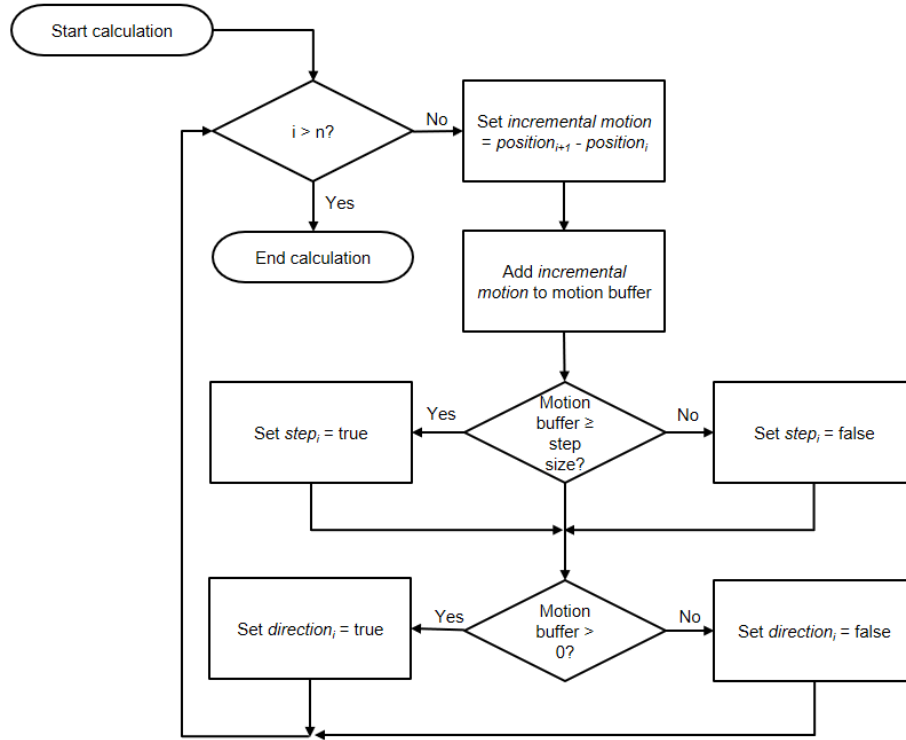 Start calculation
i > n?
No
Set incremental motion
= position_{i+1} - position_i
Yes
End calculation
Add incremental
motion to motion buffer
Motion
buffer ≥
step
size?
Yes
No
Set step_i = true
Set step_i = false
Motion
buffer >
0?
Yes
No
Set direction_i = true
Set direction_i = false